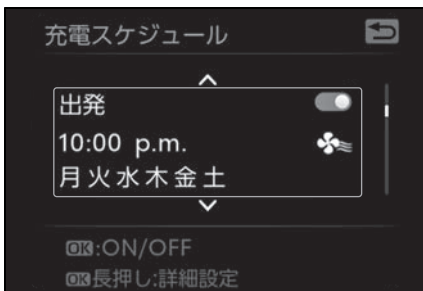 充電スケジュール
出発
10:00 p.m.
月火水木金土
OK:ON/OFF
OK長押し:詳細設定